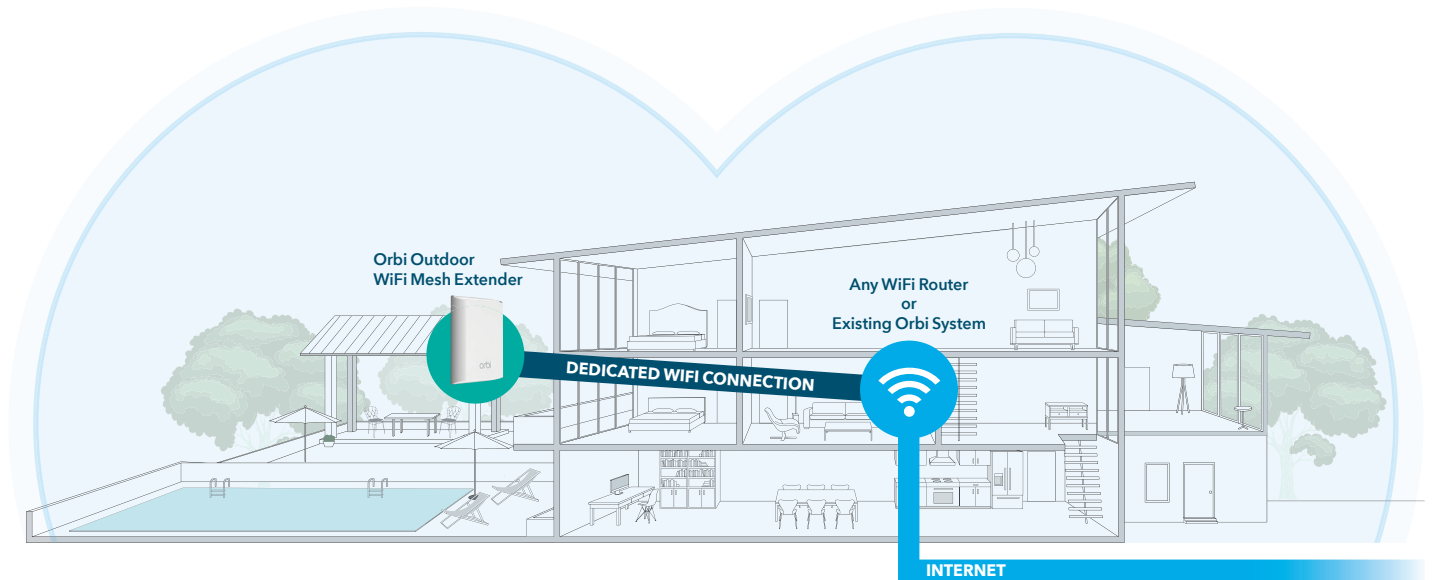 Orbi Outdoor
WiFi Mesh Extender
orbi
Any WiFi Router
or
Existing Orbi System
DEDICATED WIFI CONNECTION
INTERNET